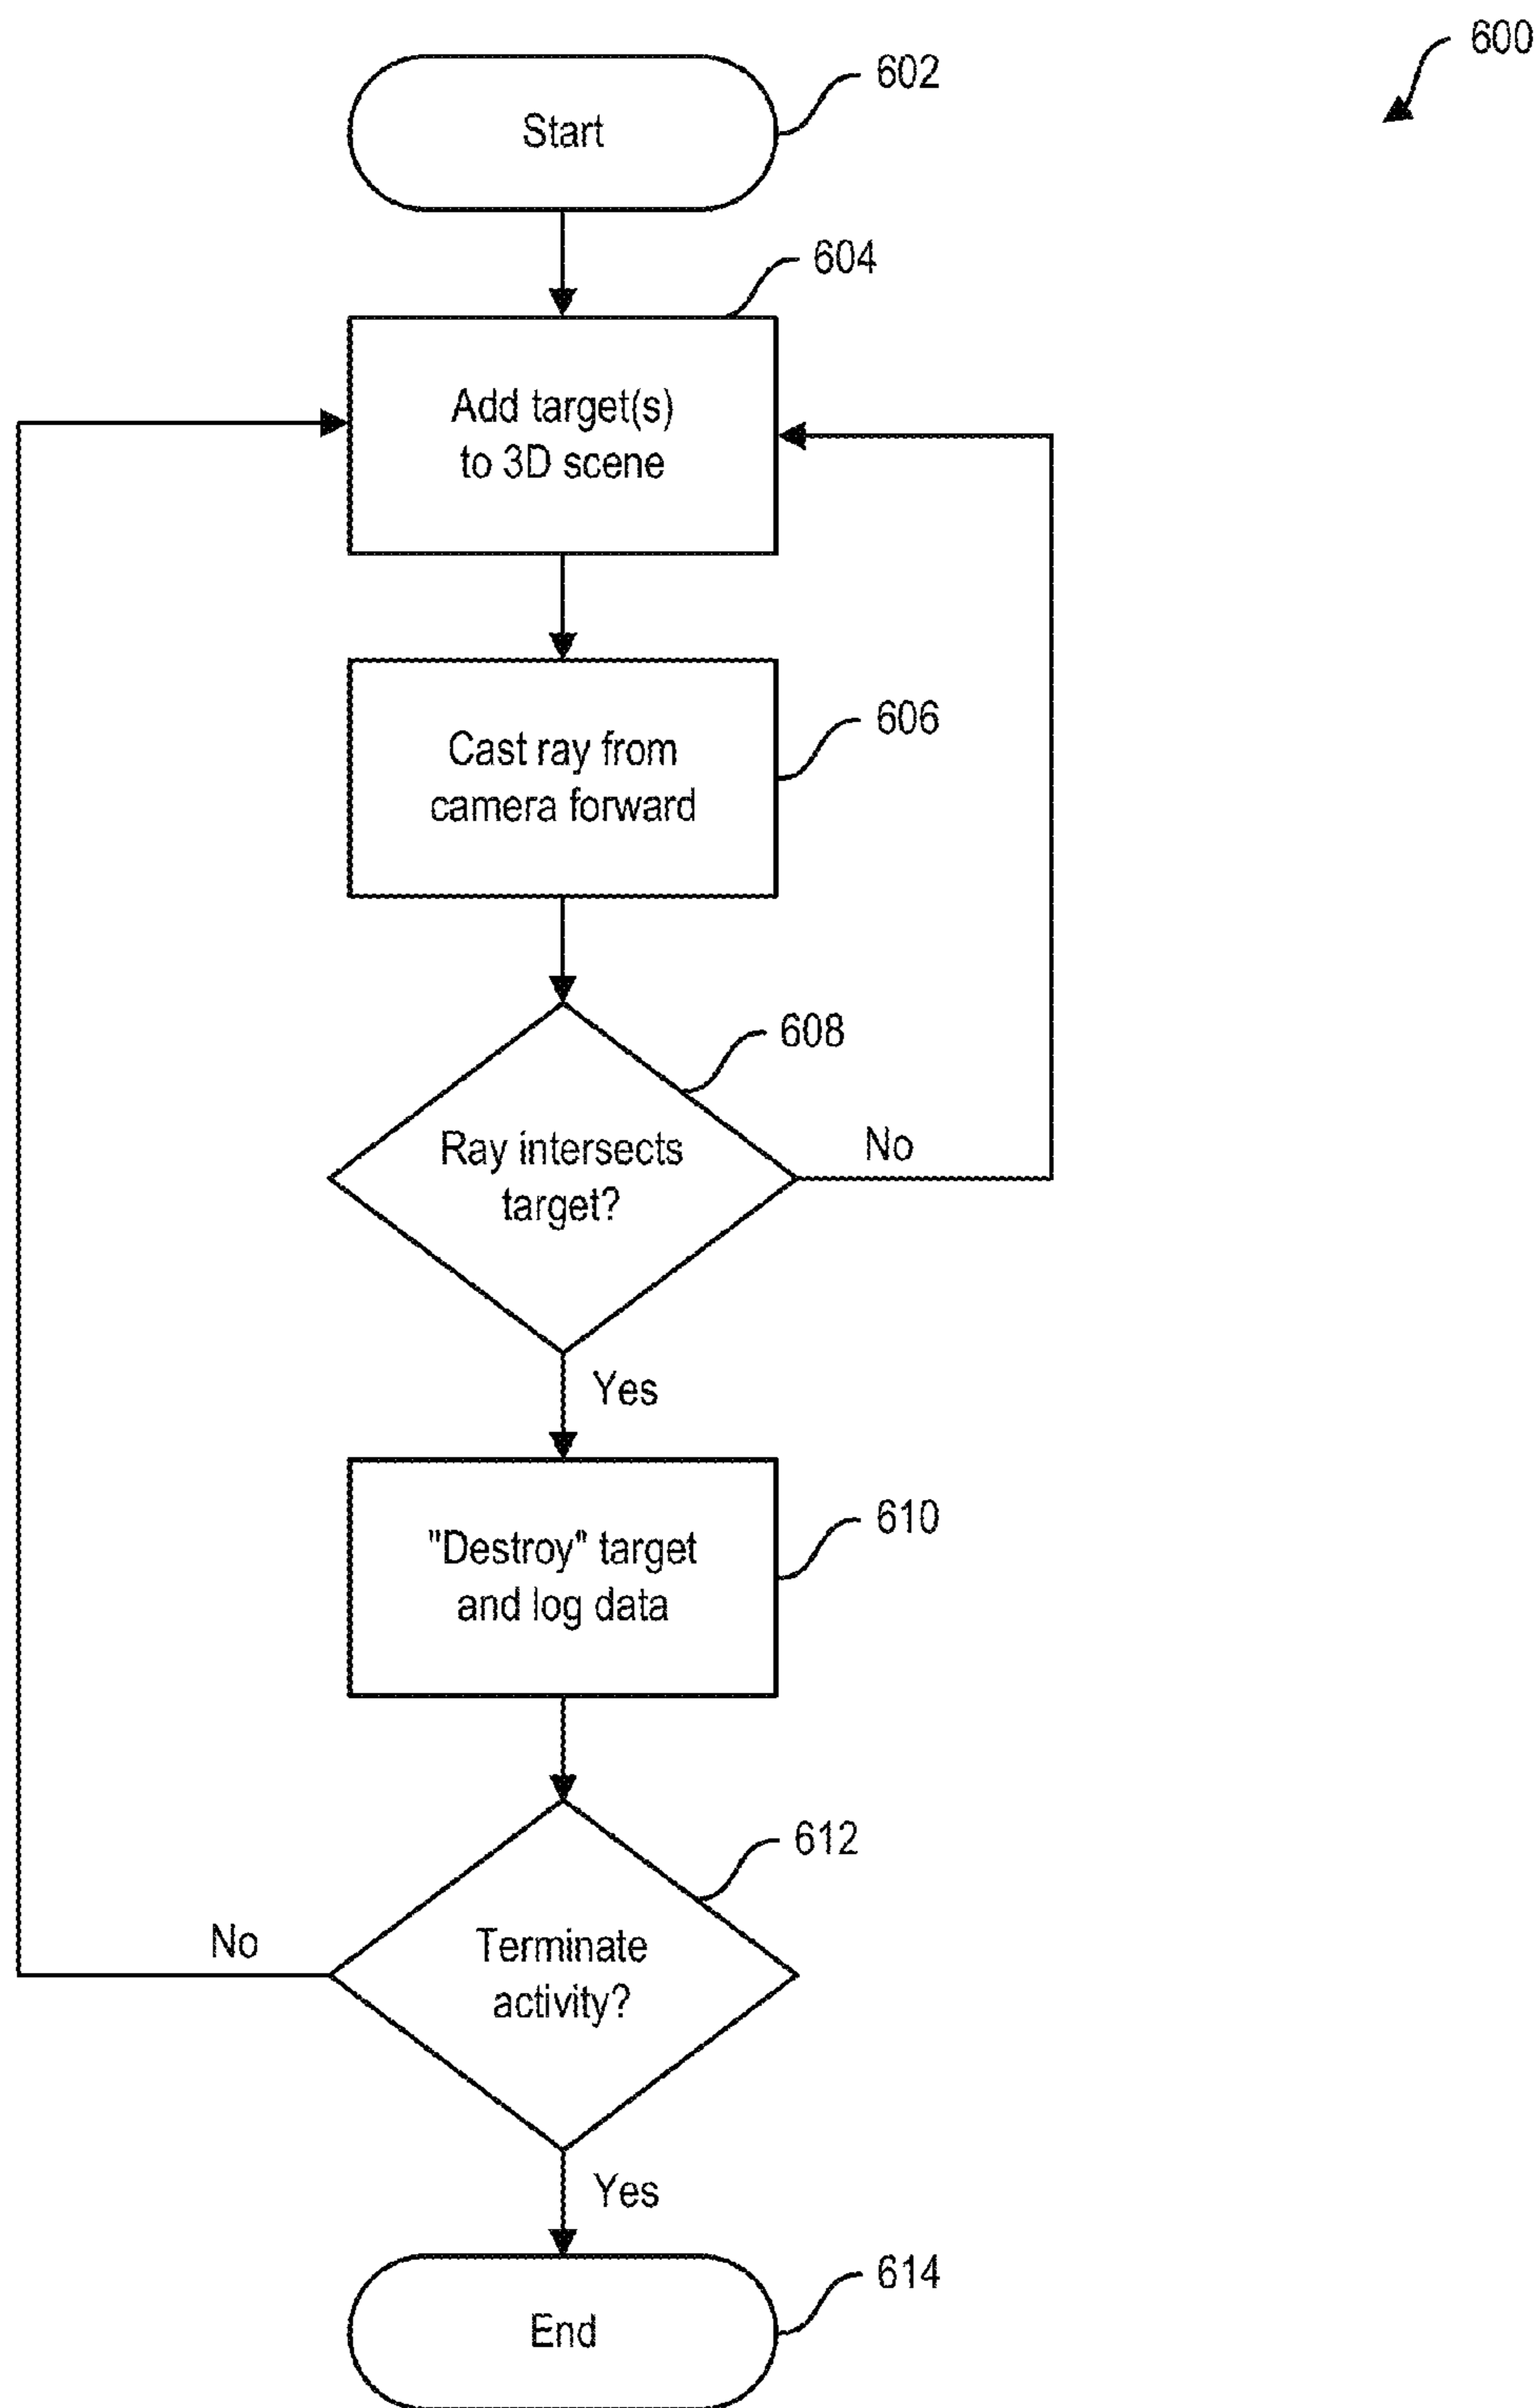 600
602
Start
604
Add target(s)
to 3D scene
606
Cast ray from
camera forward
608
Ray intersects
target?
No
Yes
610
"Destroy" target
and log data
612
Terminate
activity?
No
Yes
614
End